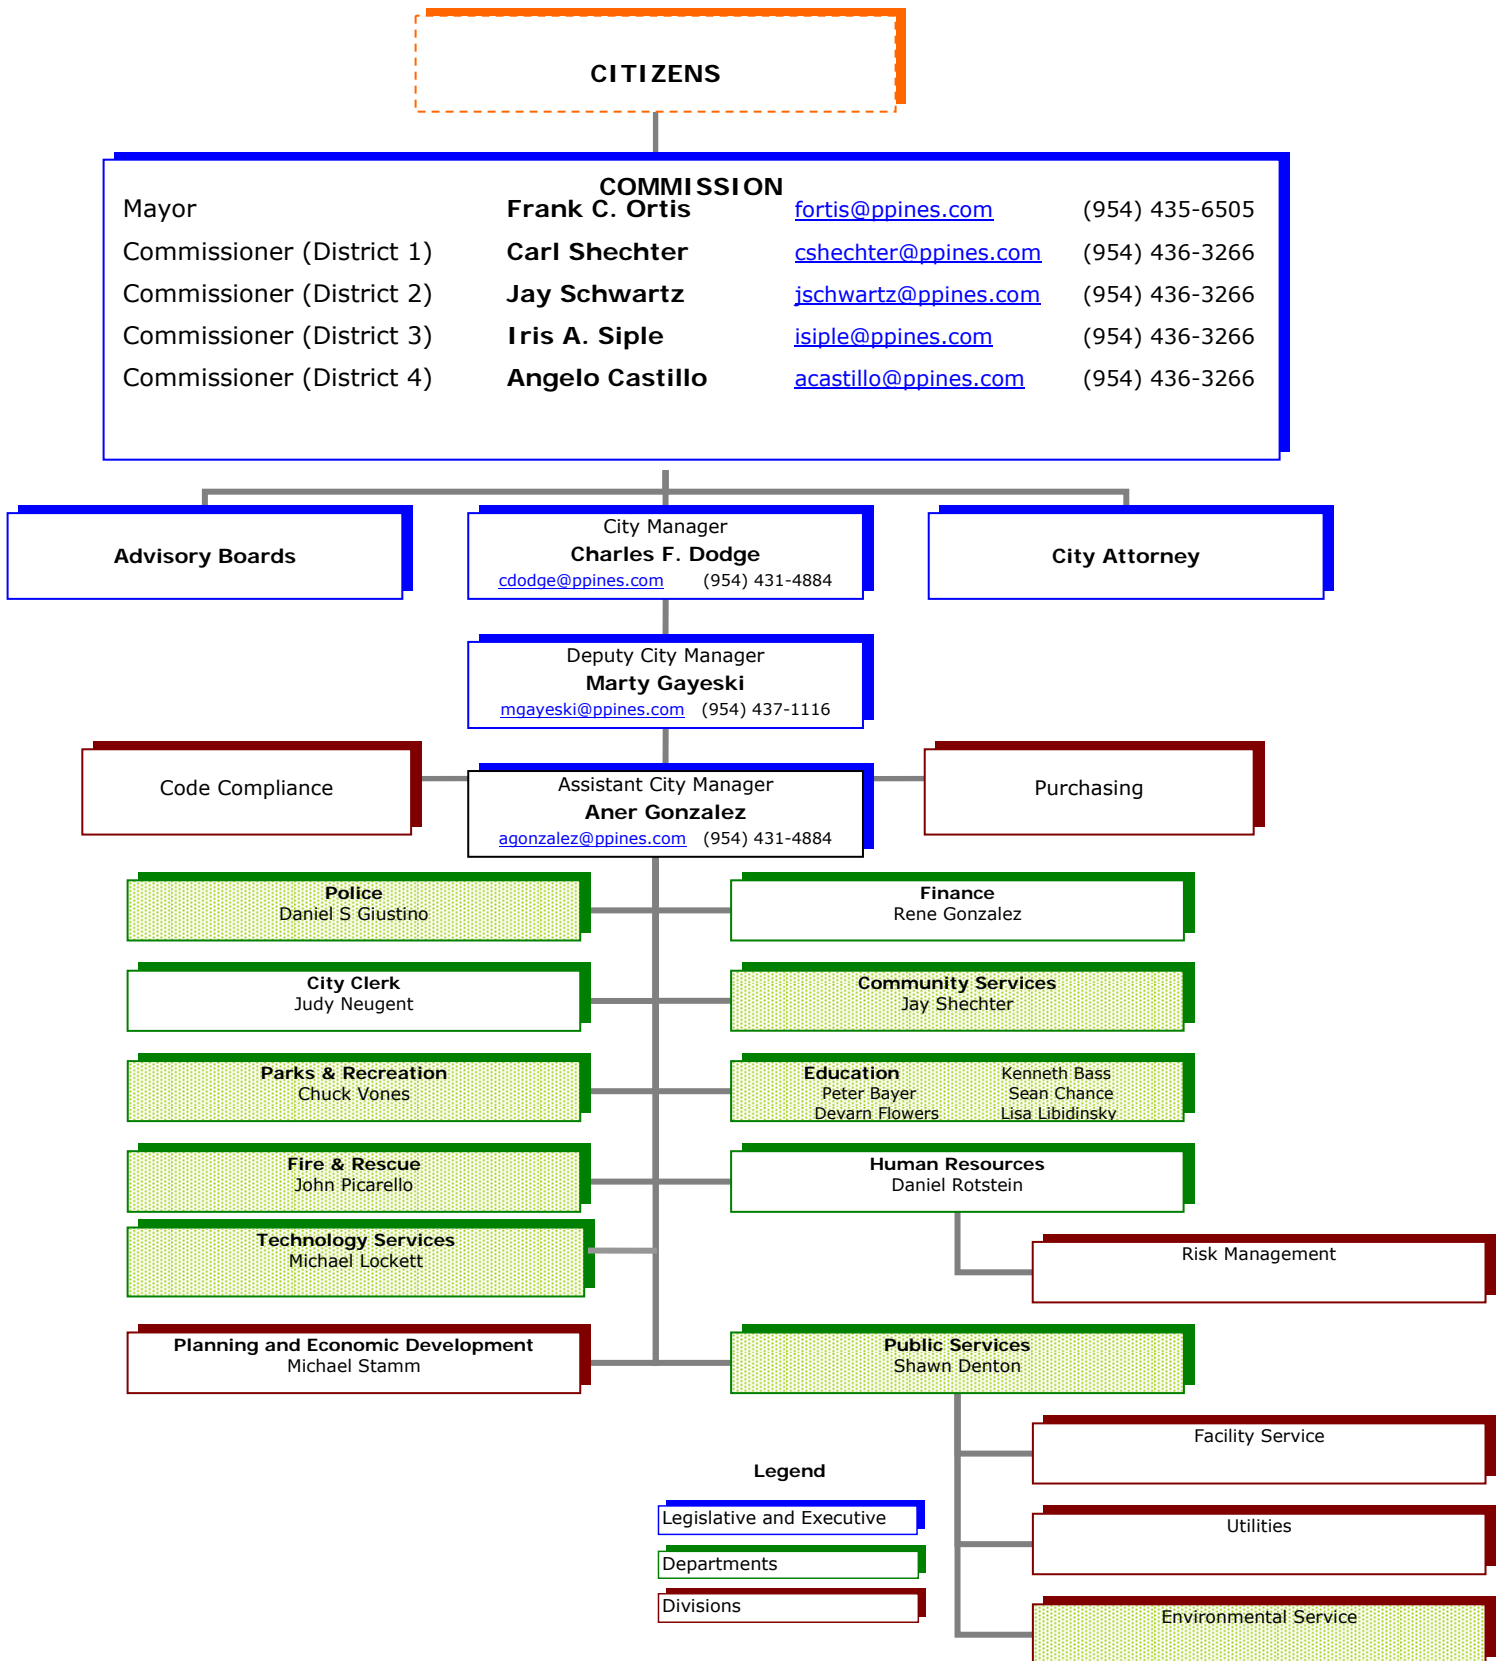 CITIZENS
COMMISSION
Mayor Frank C. Ortis fortis@ppines.com (954) 435-6505
Commissioner (District 1) Carl Shechter cshechter@ppines.com (954) 436-3266
Commissioner (District 2) Jay Schwartz jschwartz@ppines.com (954) 436-3266
Commissioner (District 3) Iris A. Siple isiple@ppines.com (954) 436-3266
Commissioner (District 4) Angelo Castillo acastillo@ppines.com (954) 436-3266
Advisory Boards
City Manager
Charles F. Dodge
cdodge@ppines.com (954) 431-4884
City Attorney
Deputy City Manager
Marty Gayeski
mgayeski@ppines.com (954) 437-1116
Code Compliance
Assistant City Manager
Aner Gonzalez
agonzalez@ppines.com (954) 431-4884
Purchasing
Police
Daniel S Giustino
Finance
Rene Gonzalez
City Clerk
Judy Neugent
Community Services
Jay Shechter
Parks & Recreation
Chuck Vones
Education Kenneth Bass
Peter Bayer Sean Chance
Devarn Flowers Lisa Libidinsky
Fire & Rescue
John Picarello
Human Resources
Daniel Rotstein
Technology Services
Michael Lockett
Risk Management
Planning and Economic Development
Michael Stamm
Public Services
Shawn Denton
Facility Service
Utilities
Environmental Service
Legend
Legislative and Executive
Departments
Divisions